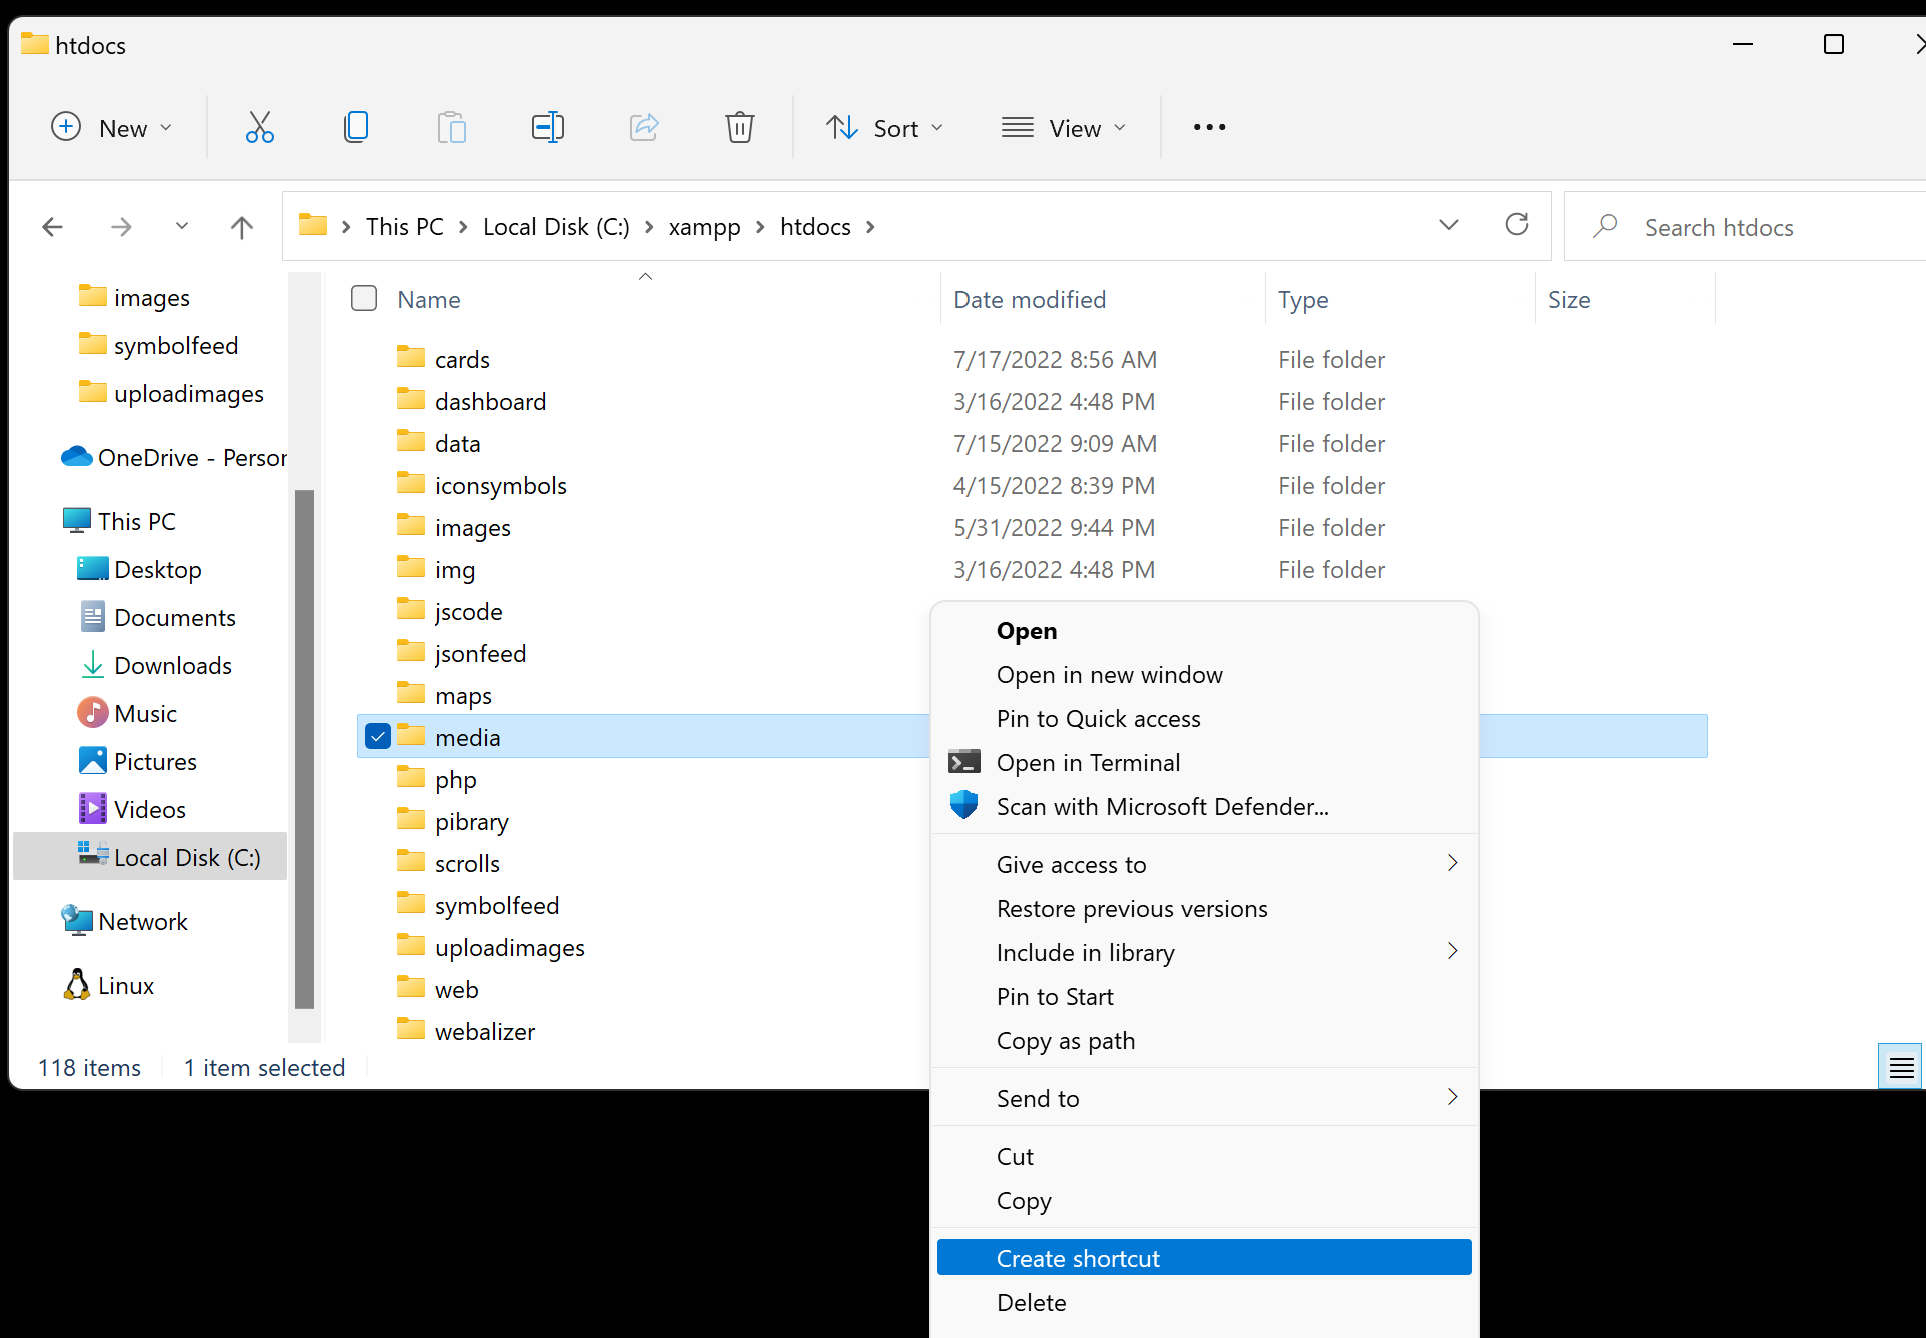 htdocs
New
Sort
View
This PC
Local Disk (C:)
xampp
htdocs
Search htdocs
images
symbolfeed
uploadimages
OneDrive - Person
This PC
Desktop
Documents
Downloads
Music
Pictures
Videos
Local Disk (C:)
Network
Linux
Name Date modified Type Size
cards 7/17/2022 8:56 AM File folder
dashboard 3/16/2022 4:48 PM File folder
data 7/15/2022 9:09 AM File folder
iconsymbols 4/15/2022 8:39 PM File folder
images 5/31/2022 9:44 PM File folder
img 3/16/2022 4:48 PM File folder
jscode
jsonfeed
maps
media
php
pibrary
scrolls
symbolfeed
uploadimages
web
webalizer
Open
Open in new window
Pin to Quick access
Open in Terminal
Scan with Microsoft Defender...
Give access to
Restore previous versions
Include in library
Pin to Start
Copy as path
Send to
Cut
Copy
Create shortcut
Delete
118 items 1 item selected